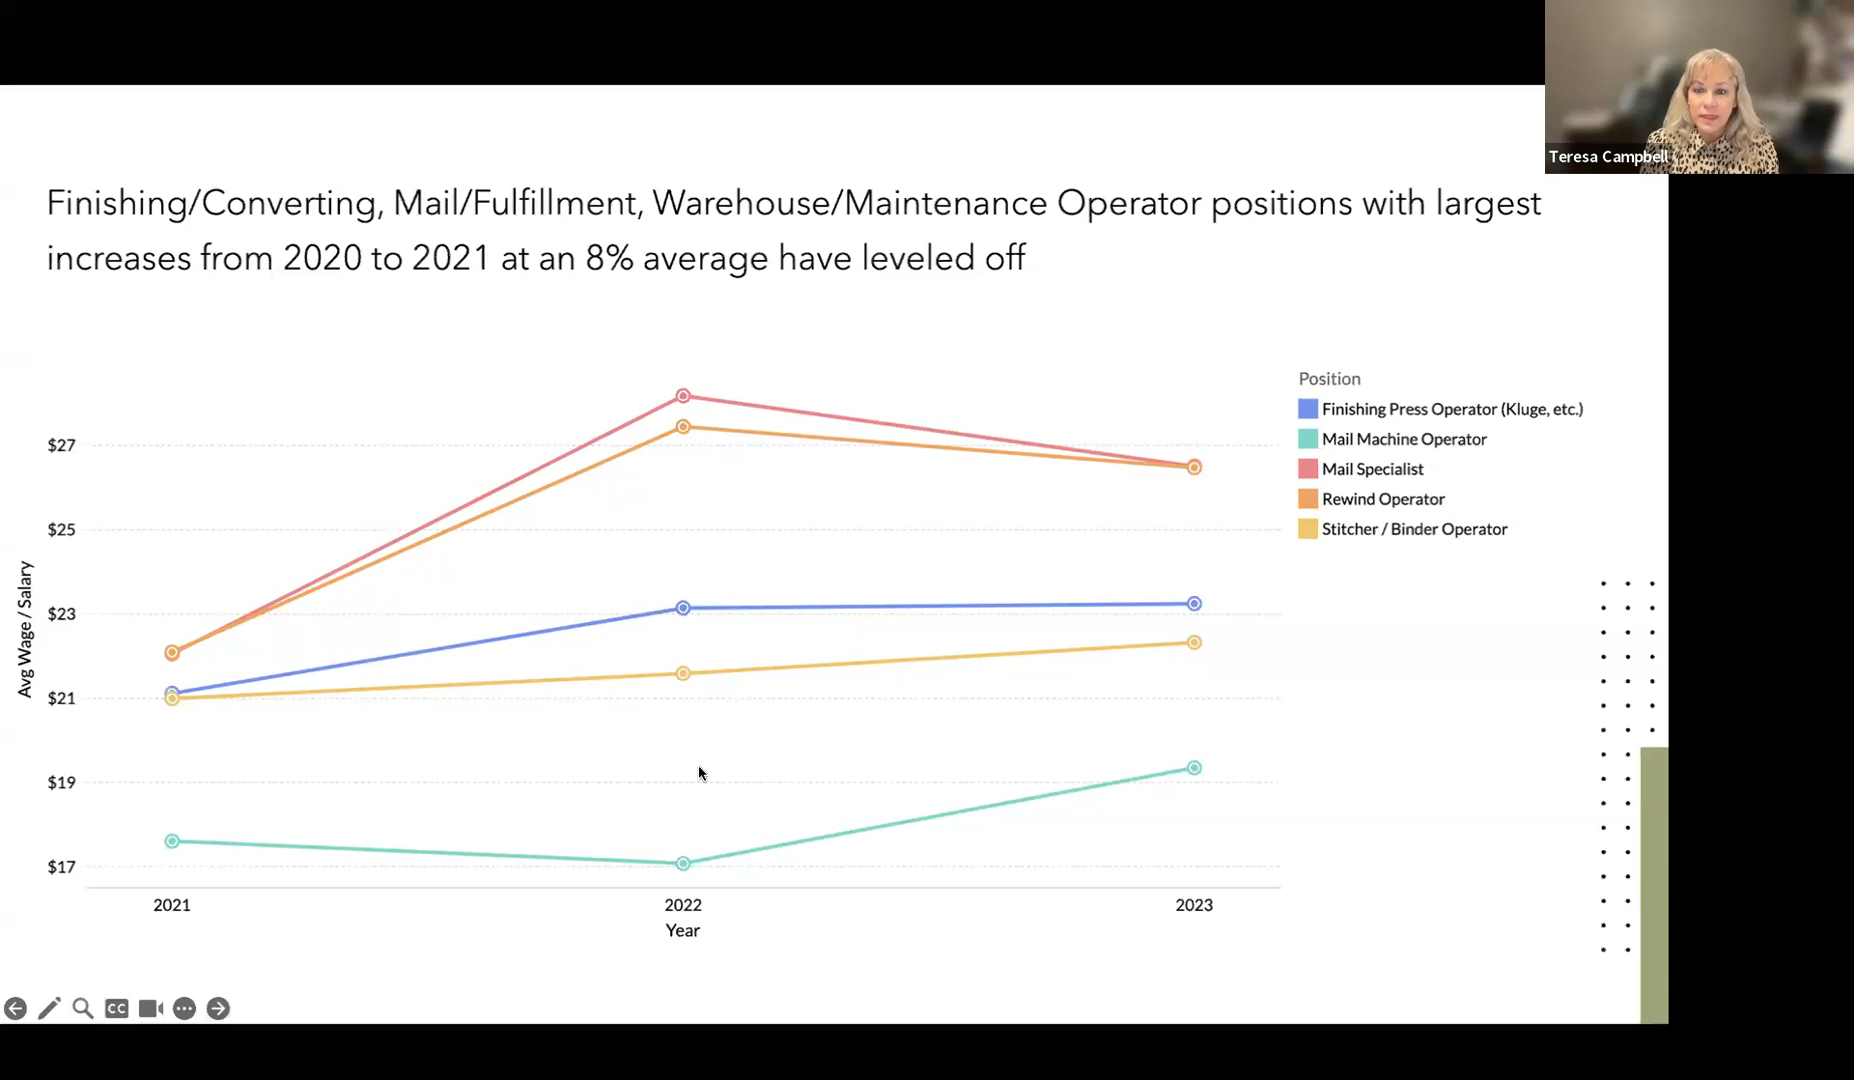 Teresa Campbell
Finishing/Converting, Mail/Fulfillment, Warehouse/Maintenance Operator positions with largest
increases from 2020 to 2021 at an 8% average have leveled off
Position
Finishing Press Operator (Kluge, etc.)
Mail Machine Operator
Mail Specialist
Rewind Operator
Stitcher / Binder Operator
Avg Wage / Salary
$27
$25
$23
$21
$19
$17
2021
2022
2023
Year
CC